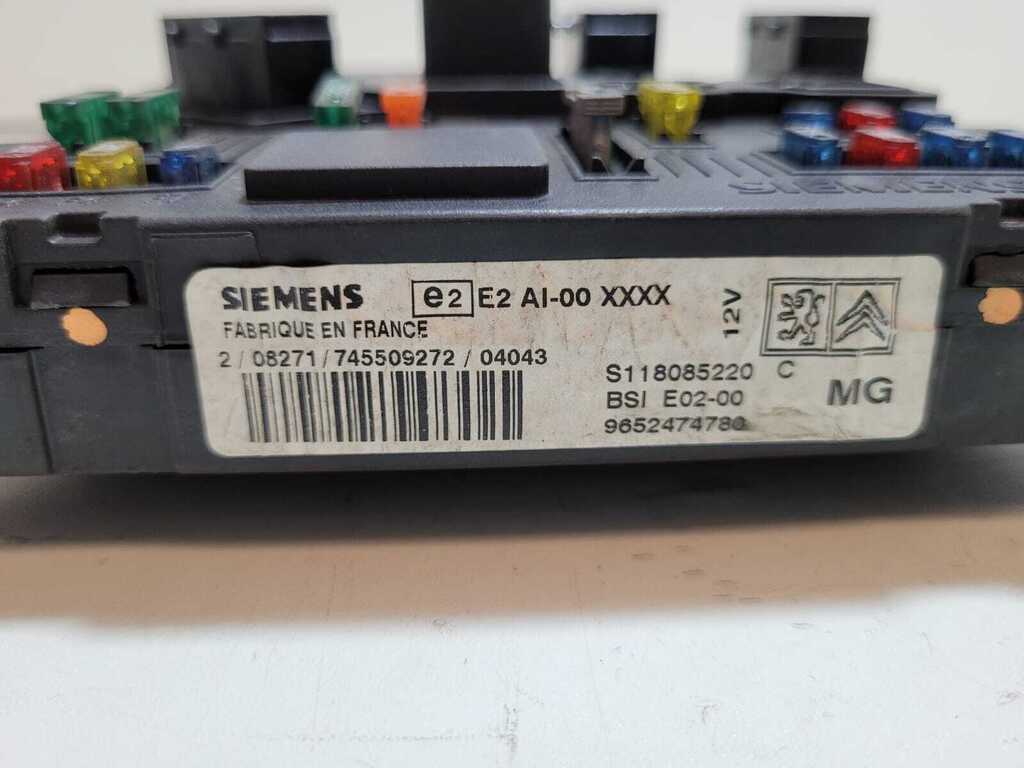 SIEMENS
SIEMENS e2 E2 AI-00 XXXX
FABRIQUE EN FRANCE
2/08271/745509272/04043
12V
S118085220 C
BSI E02-00
9652474780
MG